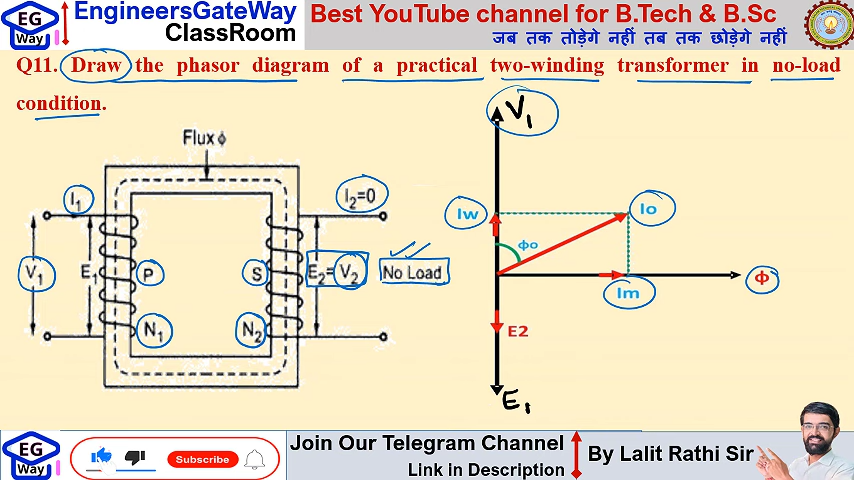 EG
Way
EngineersGateWay
ClassRoom
Best YouTube channel for B.Tech & B.Sc
जब तक तोड़ेगे नहीं तब तक छोड़ेगे नहीं
Q11. Draw the phasor diagram of a practical two-winding transformer in no-load
condition.
Flux ϕ
I₁
I₂=0
V₁
E₁
P
S
E₂= V₂
No Load
N₁
N₂
V₁
Iw
Io
ϕo
Im
ϕ
E2
E₁
EG
Way
Subscribe
Join Our Telegram Channel
Link in Description
By Lalit Rathi Sir